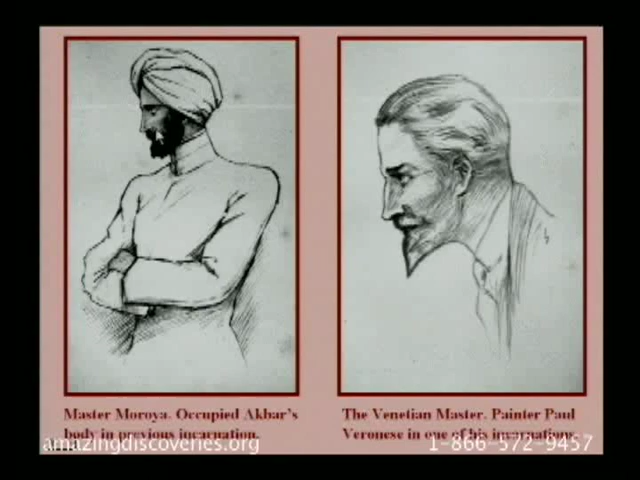 Master Moroya. Occupied Akbar's
body in previous incarnation.
The Venetian Master. Painter Paul
Veronese in one of his incarnations.
amazingdiscoveries.org
1-866-572-9457